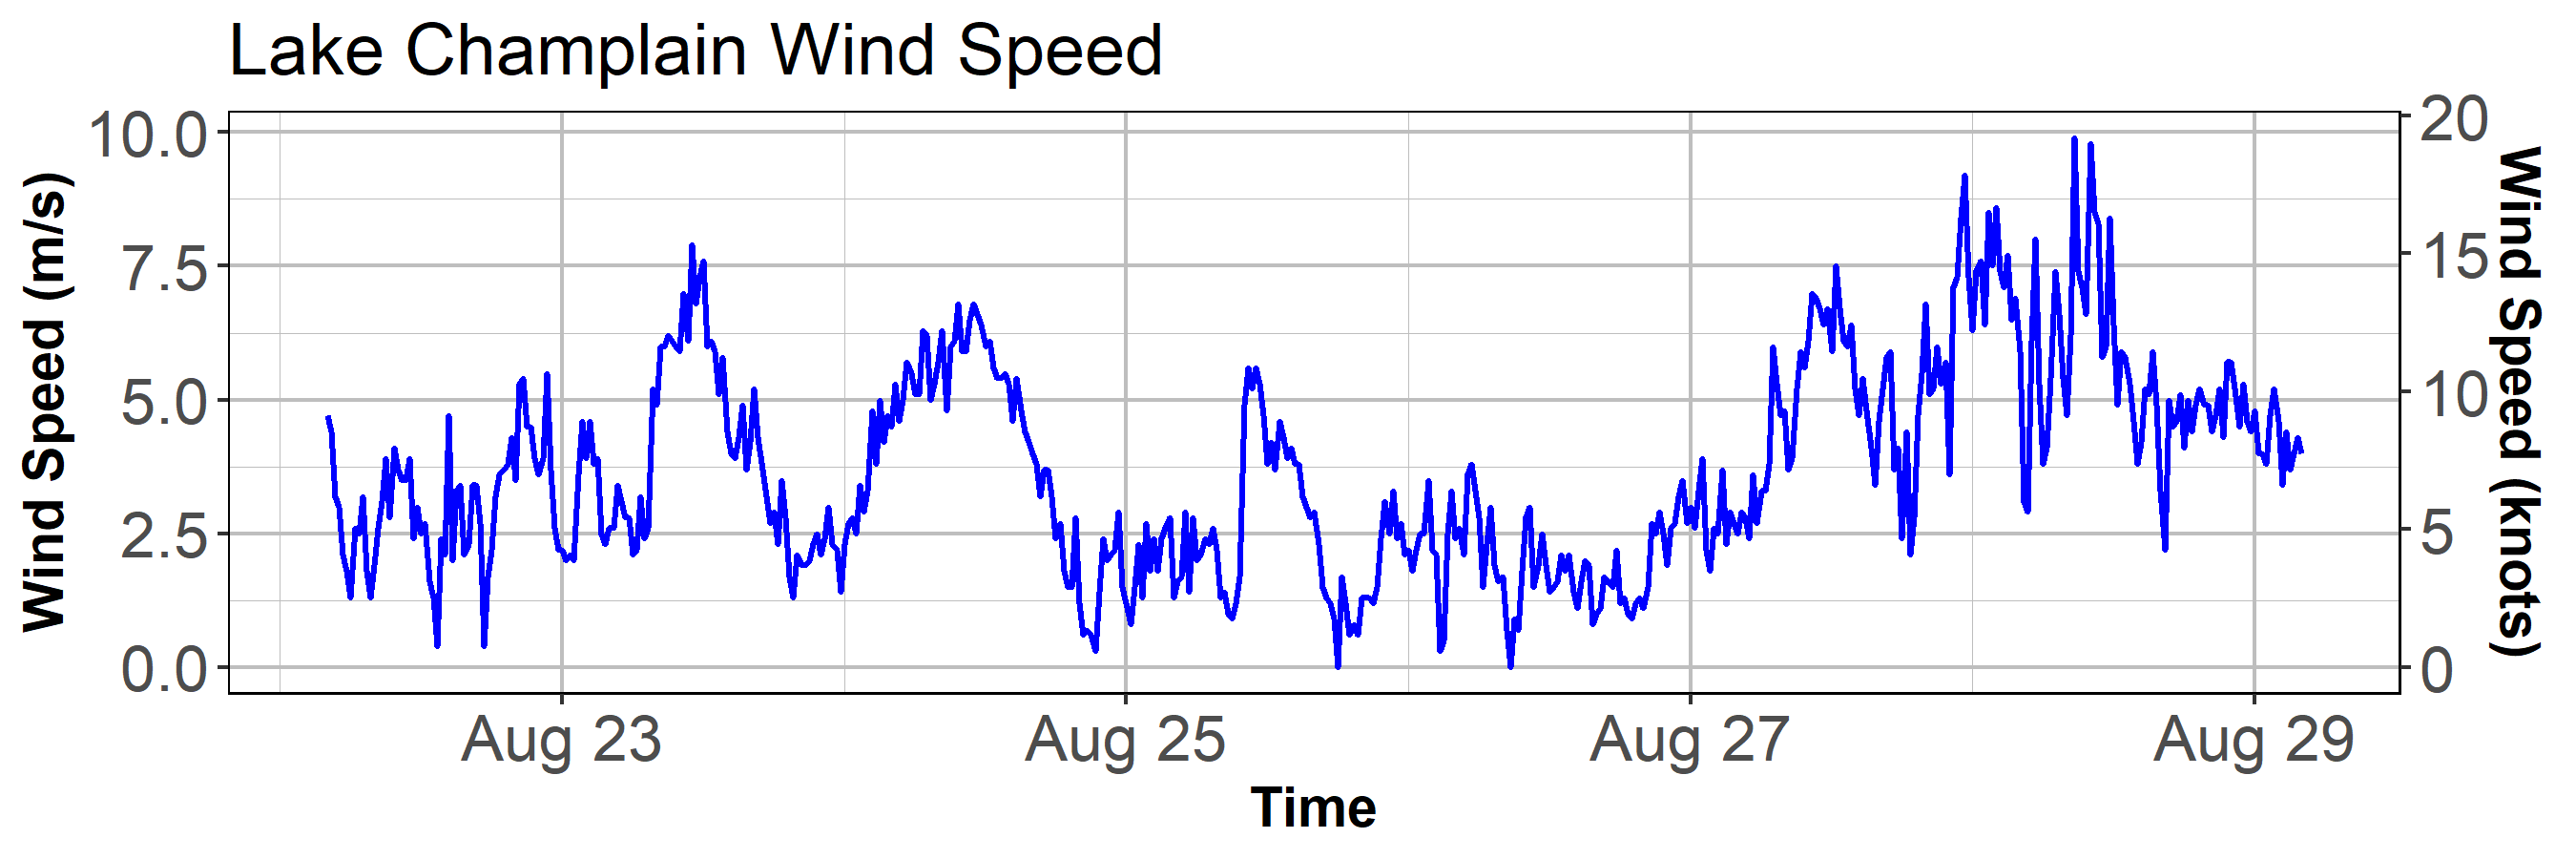 Lake Champlain Wind Speed
Wind Speed (m/s)
10.0
7.5
5.0
2.5
0.0
20
15
10
5
0
Wind Speed (knots)
Aug 23
Aug 25
Aug 27
Aug 29
Time